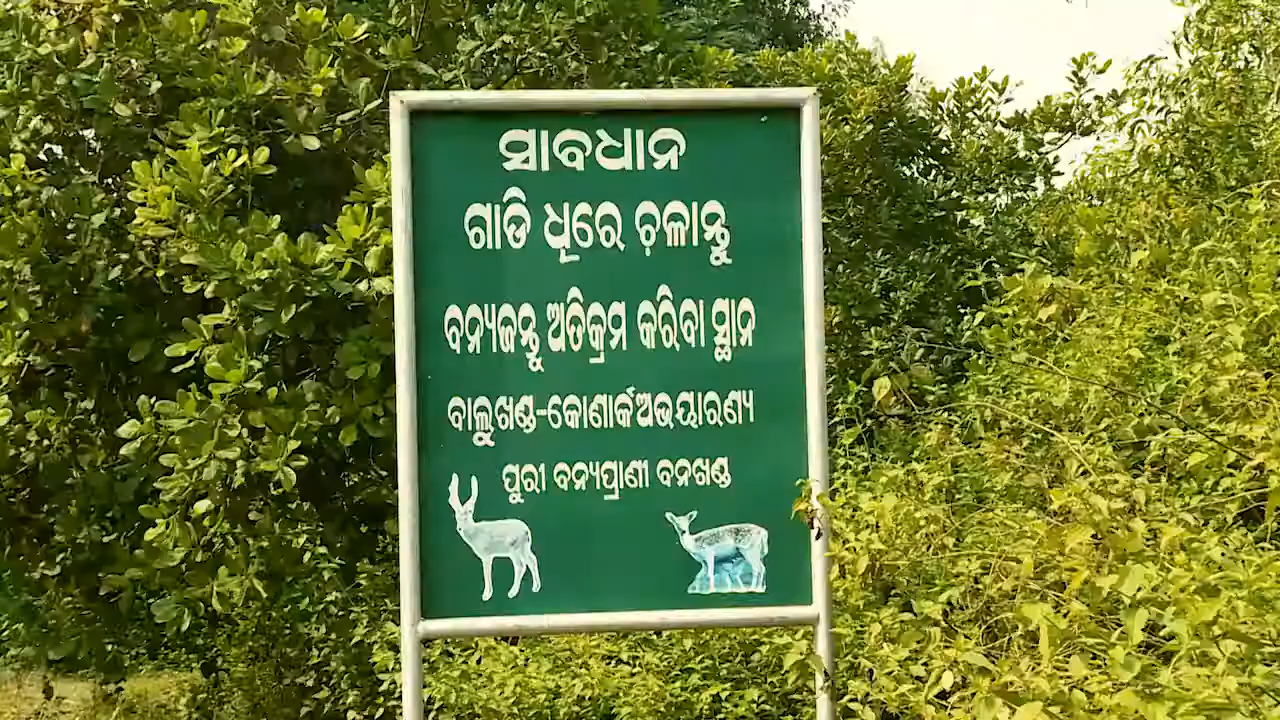 ସାବଧାନ
ଗାଡି ଧିରେ ଚଳାନ୍ତୁ
ବନ୍ୟଜନ୍ତୁ ଅତିକ୍ରମ କରିବା ସ୍ଥାନ
ବାଲୁଖଣ୍ଡ-କୋଣାର୍କ ଅଭୟାରଣ୍ୟ
ପୁରୀ ବନ୍ୟପ୍ରାଣୀ ବନଖଣ୍ଡ